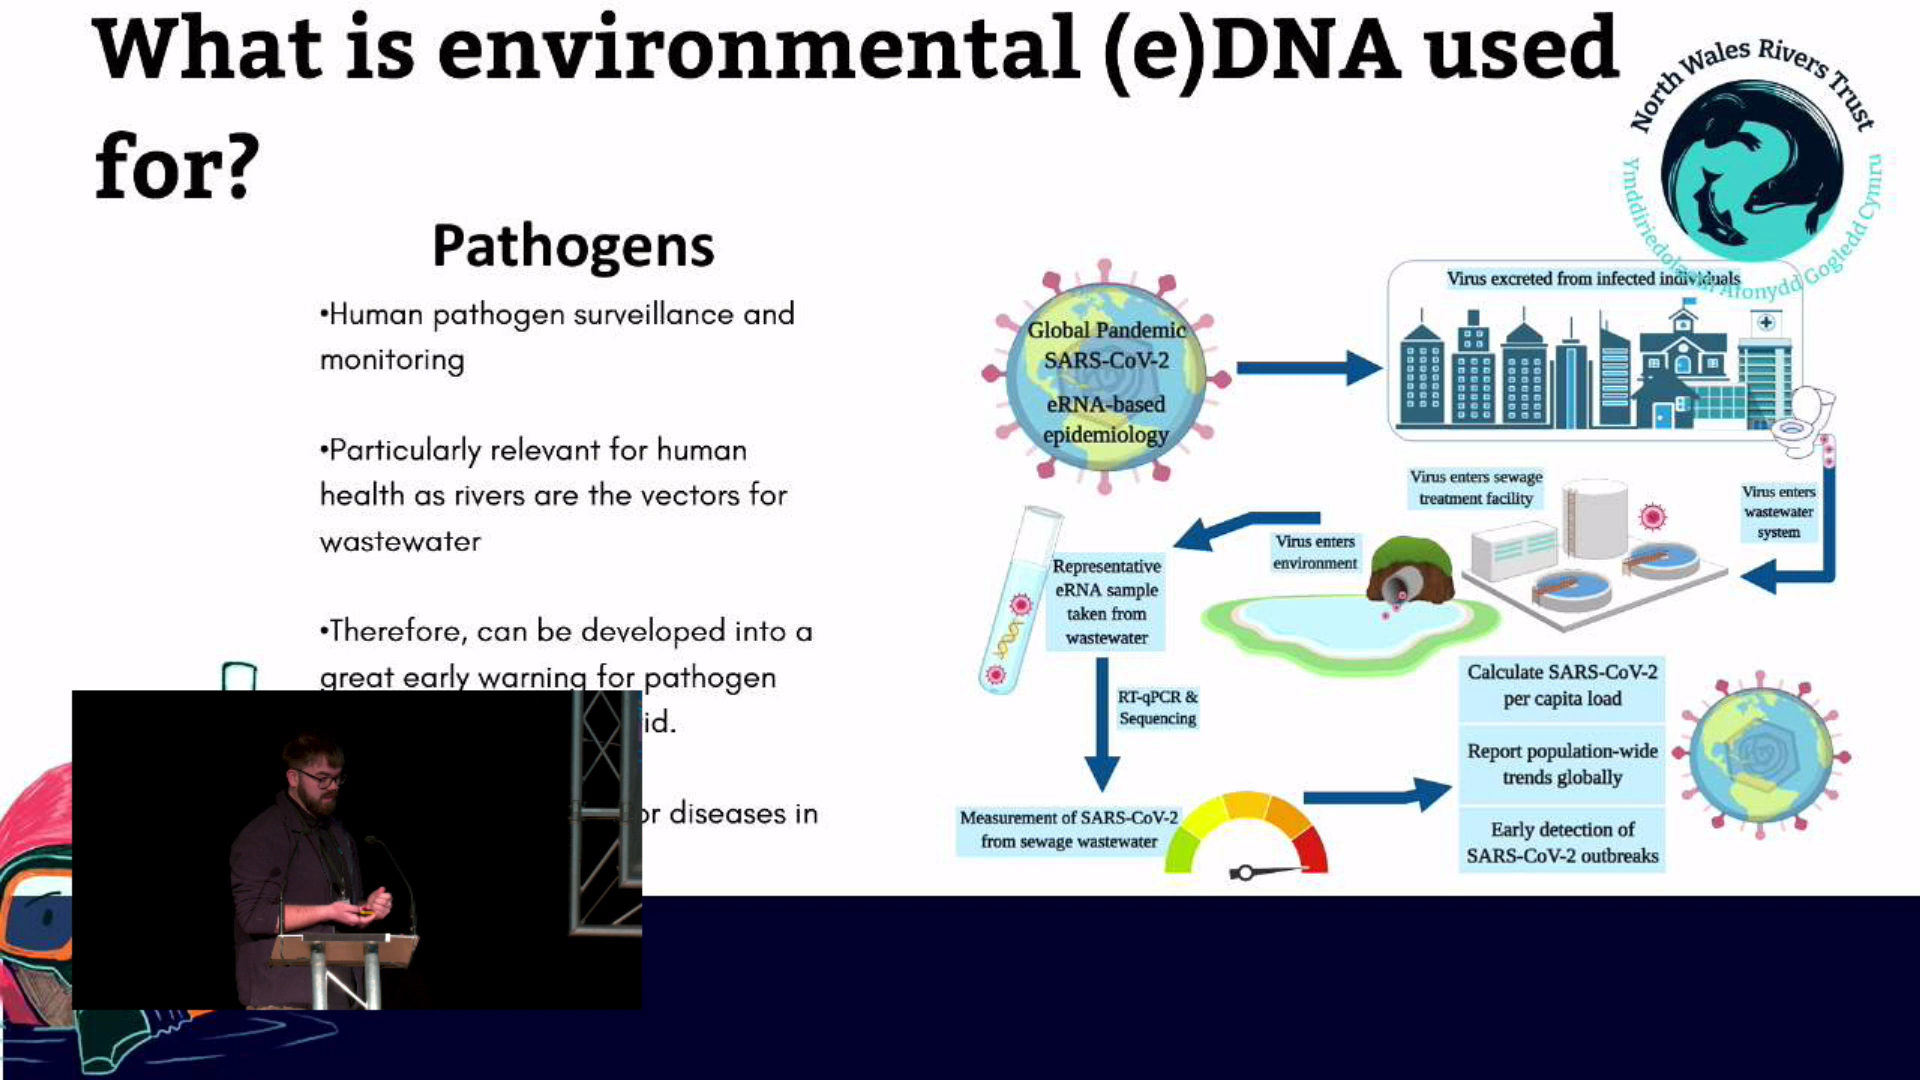 What is environmental (e)DNA used
for?
North Wales Rivers Trust
Ymddiriedolaeth Afonydd Gogledd Cymru
Pathogens
•Human pathogen surveillance and
monitoring
•Particularly relevant for human
health as rivers are the vectors for
wastewater
•Therefore, can be developed into a
great early warning for pathogen
id.
or diseases in
Global Pandemic
SARS-CoV-2
eRNA-based
epidemiology
Virus excreted from infected individuals
Virus enters
wastewater
system
Virus enters sewage
treatment facility
Virus enters
environment
Representative
eRNA sample
taken from
wastewater
RT-qPCR &
Sequencing
Measurement of SARS-CoV-2
from sewage wastewater
Calculate SARS-CoV-2
per capita load
Report population-wide
trends globally
Early detection of
SARS-CoV-2 outbreaks